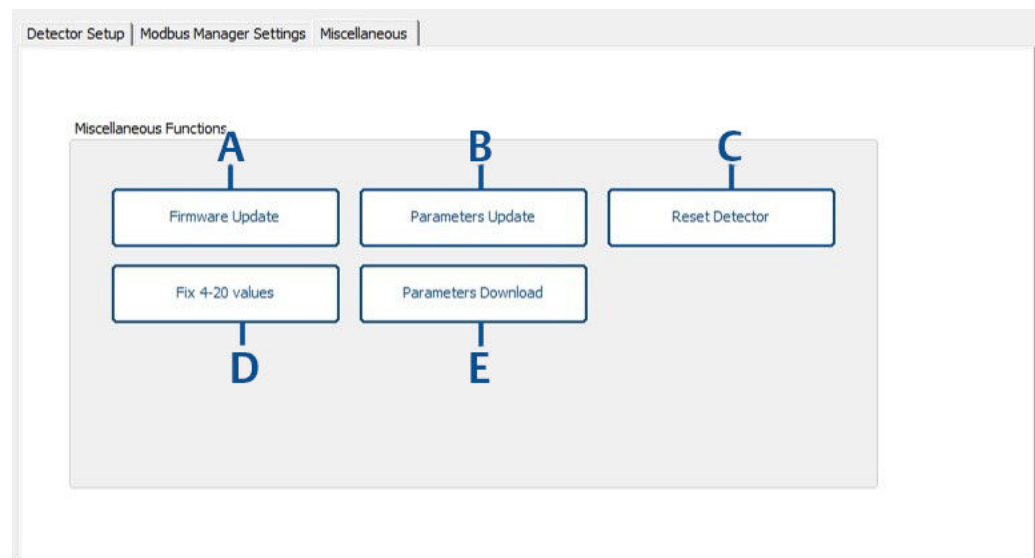 Detector Setup Modbus Manager Settings Miscellaneous
Miscellaneous Functions
A B C
Firmware Update Parameters Update Reset Detector
Fix 4-20 values Parameters Download
D E